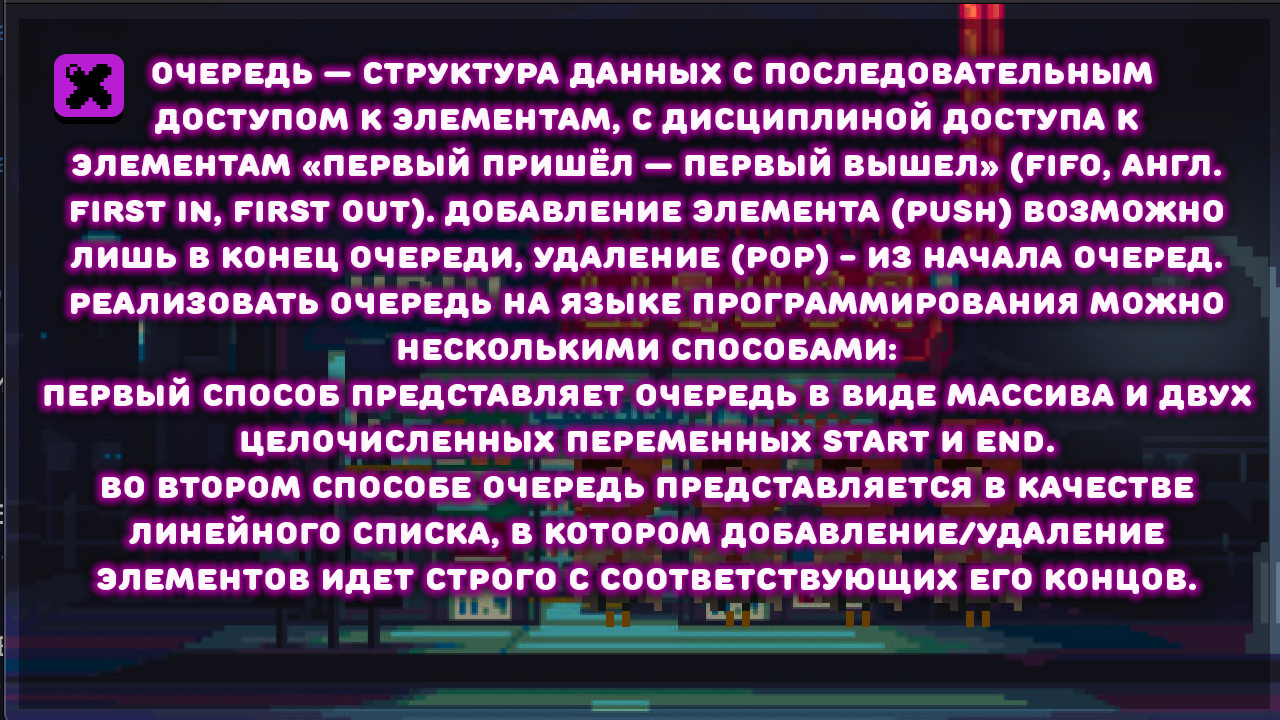 ОЧЕРЕДЬ — СТРУКТУРА ДАННЫХ С ПОСЛЕДОВАТЕЛЬНЫМ
ДОСТУПОМ К ЭЛЕМЕНТАМ, С ДИСЦИПЛИНОЙ ДОСТУПА К
ЭЛЕМЕНТАМ «ПЕРВЫЙ ПРИШЁЛ — ПЕРВЫЙ ВЫШЕЛ» (FIFO, АНГЛ.
FIRST IN, FIRST OUT). ДОБАВЛЕНИЕ ЭЛЕМЕНТА (PUSH) ВОЗМОЖНО
ЛИШЬ В КОНЕЦ ОЧЕРЕДИ, УДАЛЕНИЕ (POP) – ИЗ НАЧАЛА ОЧЕРЕД.
РЕАЛИЗОВАТЬ ОЧЕРЕДЬ НА ЯЗЫКЕ ПРОГРАММИРОВАНИЯ МОЖНО
НЕСКОЛЬКИМИ СПОСОБАМИ:
ПЕРВЫЙ СПОСОБ ПРЕДСТАВЛЯЕТ ОЧЕРЕДЬ В ВИДЕ МАССИВА И ДВУХ
ЦЕЛОЧИСЛЕННЫХ ПЕРЕМЕННЫХ START И END.
ВО ВТОРОМ СПОСОБЕ ОЧЕРЕДЬ ПРЕДСТАВЛЯЕТСЯ В КАЧЕСТВЕ
ЛИНЕЙНОГО СПИСКА, В КОТОРОМ ДОБАВЛЕНИЕ/УДАЛЕНИЕ
ЭЛЕМЕНТОВ ИДЕТ СТРОГО С СООТВЕТСТВУЮЩИХ ЕГО КОНЦОВ.